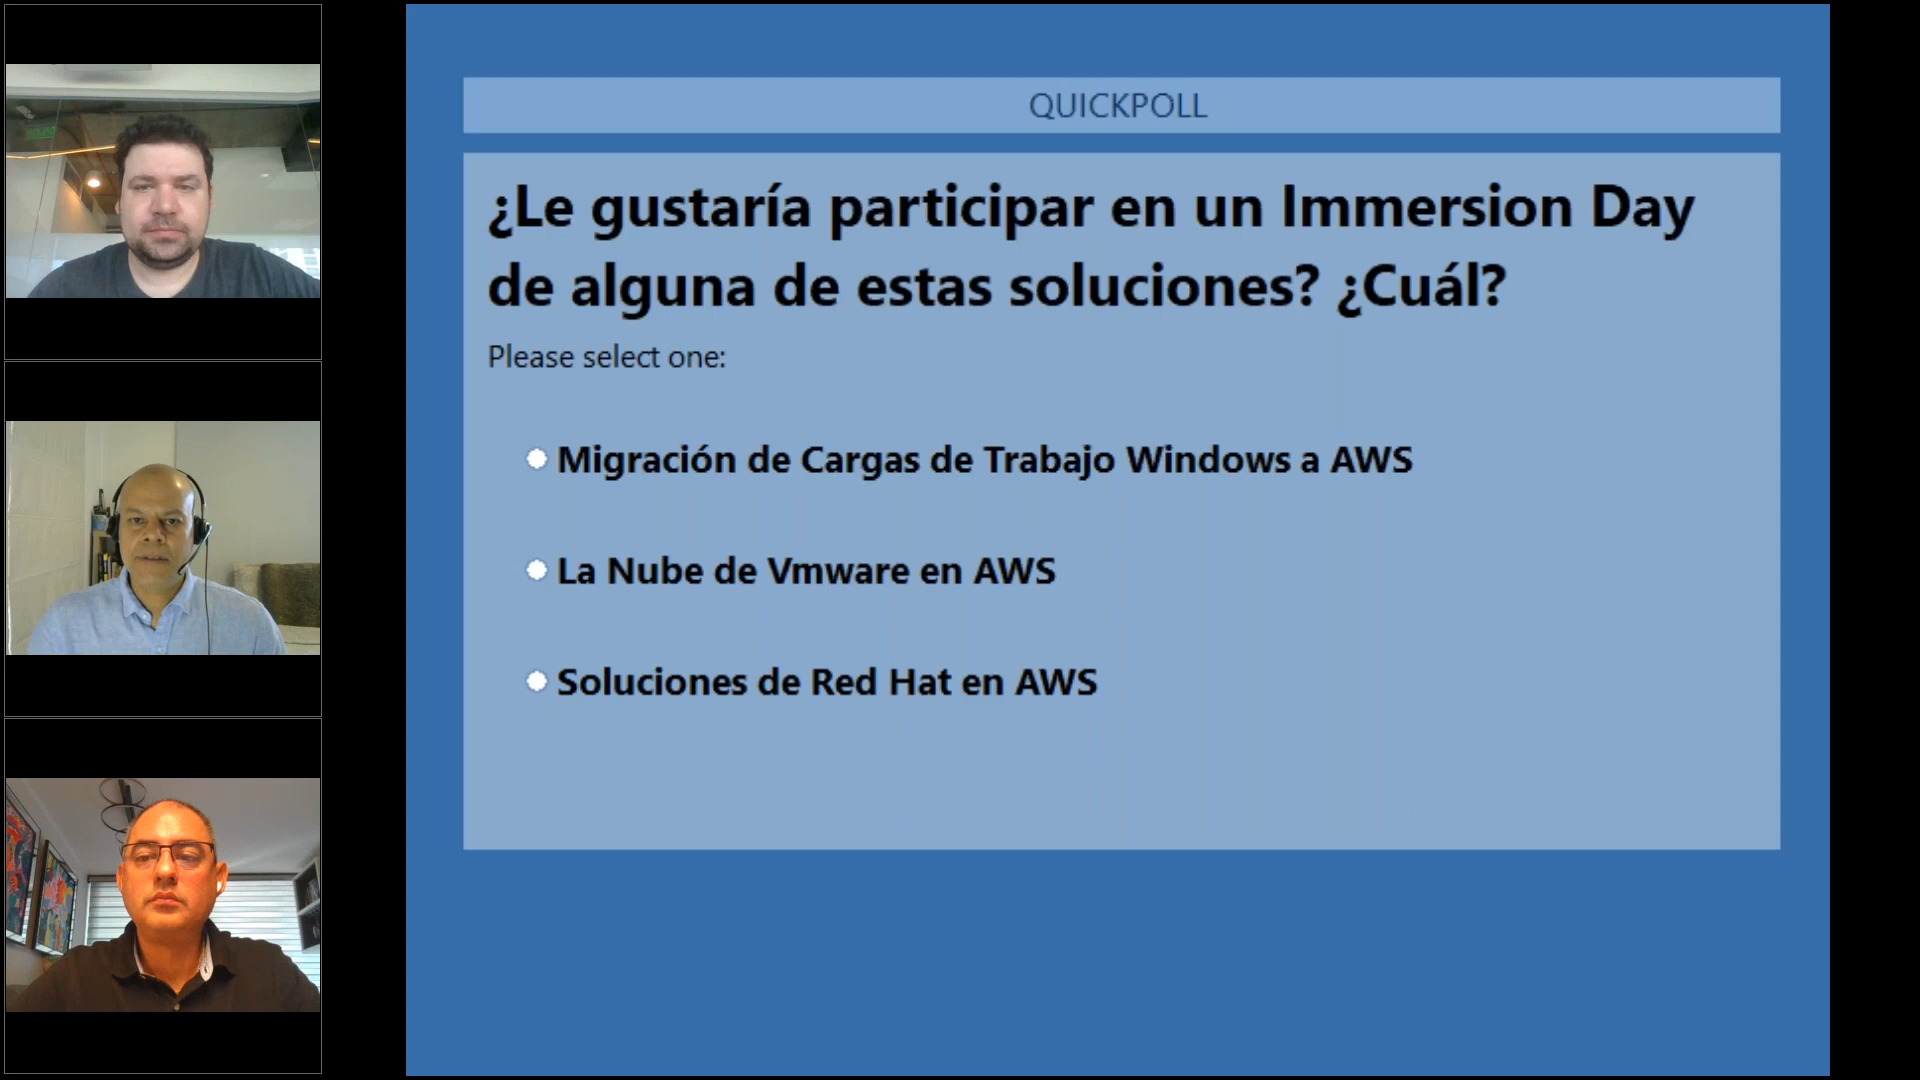 QUICKPOLL
¿Le gustaría participar en un Immersion Day
de alguna de estas soluciones? ¿Cuál?
Please select one:
Migración de Cargas de Trabajo Windows a AWS
La Nube de Vmware en AWS
Soluciones de Red Hat en AWS